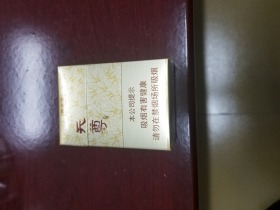 天尊
本公司提示
吸烟有害健康
请勿在禁烟场所吸烟